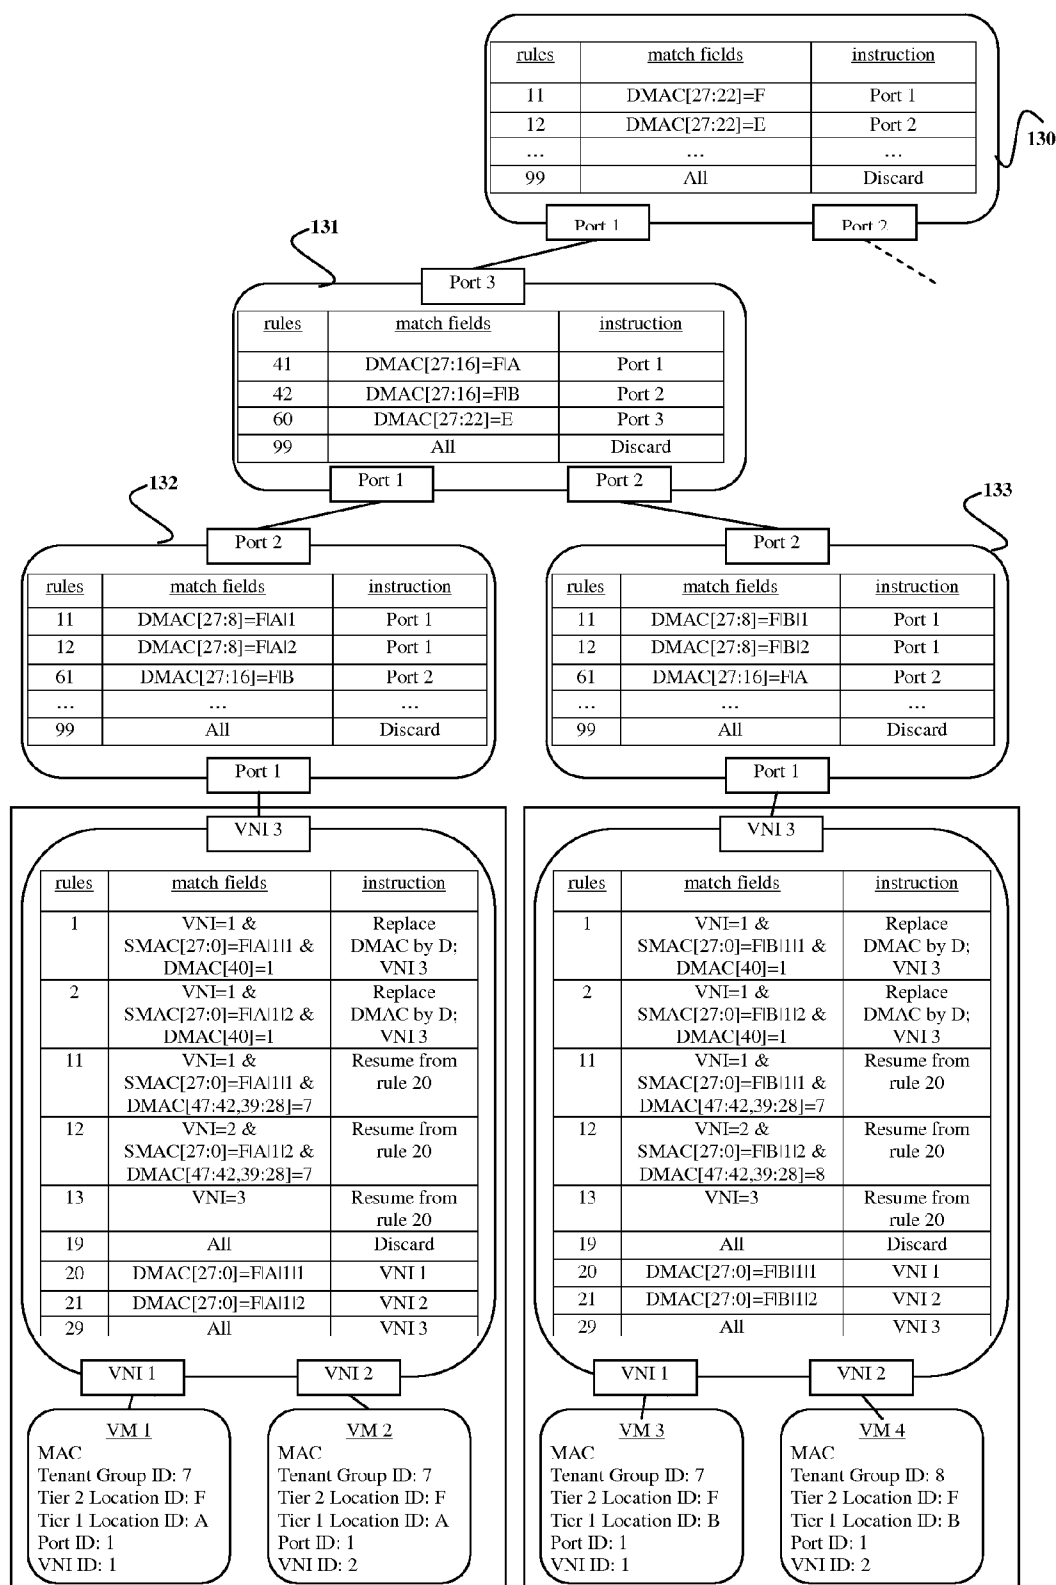 rules match fields instruction
11 DMAC[27:22]=F Port 1
12 DMAC[27:22]=E Port 2
... ... ...
99 All Discard
130
Port 1 Port 2
131
Port 3
rules match fields instruction
41 DMAC[27:16]=F|A Port 1
42 DMAC[27:16]=F|B Port 2
60 DMAC[27:22]=E Port 3
99 All Discard
Port 1 Port 2
132
Port 2
rules match fields instruction
11 DMAC[27:8]=F|A|1 Port 1
12 DMAC[27:8]=F|A|2 Port 1
61 DMAC[27:16]=F|B Port 2
... ... ...
99 All Discard
Port 1
133
Port 2
rules match fields instruction
11 DMAC[27:8]=F|B|1 Port 1
12 DMAC[27:8]=F|B|2 Port 1
61 DMAC[27:16]=F|A Port 2
... ... ...
99 All Discard
Port 1
VNI 3
rules match fields instruction
1 VNI=1 & Replace
SMAC[27:0]=F|A|1|1 & DMAC by D;
DMAC[40]=1 VNI 3
2 VNI=1 & Replace
SMAC[27:0]=F|A|1|2 & DMAC by D;
DMAC[40]=1 VNI 3
11 VNI=1 & Resume from
SMAC[27:0]=F|A|1|1 & rule 20
DMAC[47:42,39:28]=7
12 VNI=2 & Resume from
SMAC[27:0]=F|A|1|2 & rule 20
DMAC[47:42,39:28]=7
13 VNI=3 Resume from
rule 20
19 All Discard
20 DMAC[27:0]=F|A|1|1 VNI 1
21 DMAC[27:0]=F|A|1|2 VNI 2
29 All VNI 3
VNI 1 VNI 2
VM 1
MAC
Tenant Group ID: 7
Tier 2 Location ID: F
Tier 1 Location ID: A
Port ID: 1
VNI ID: 1
VM 2
MAC
Tenant Group ID: 7
Tier 2 Location ID: F
Tier 1 Location ID: A
Port ID: 1
VNI ID: 2
VNI 3
rules match fields instruction
1 VNI=1 & Replace
SMAC[27:0]=F|B|1|1 & DMAC by D;
DMAC[40]=1 VNI 3
2 VNI=1 & Replace
SMAC[27:0]=F|B|1|2 & DMAC by D;
DMAC[40]=1 VNI 3
11 VNI=1 & Resume from
SMAC[27:0]=F|B|1|1 & rule 20
DMAC[47:42,39:28]=7
12 VNI=2 & Resume from
SMAC[27:0]=F|B|1|2 & rule 20
DMAC[47:42,39:28]=8
13 VNI=3 Resume from
rule 20
19 All Discard
20 DMAC[27:0]=F|B|1|1 VNI 1
21 DMAC[27:0]=F|B|1|2 VNI 2
29 All VNI 3
VNI 1 VNI 2
VM 3
MAC
Tenant Group ID: 7
Tier 2 Location ID: F
Tier 1 Location ID: B
Port ID: 1
VNI ID: 1
VM 4
MAC
Tenant Group ID: 8
Tier 2 Location ID: F
Tier 1 Location ID: B
Port ID: 1
VNI ID: 2